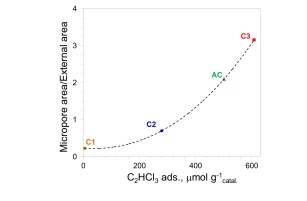 4
3
2
1
0
0
200
400
600
Micropore area/External area
C1
C2
AC
C3
C₂HCl₃ ads., μmol g⁻¹catal.